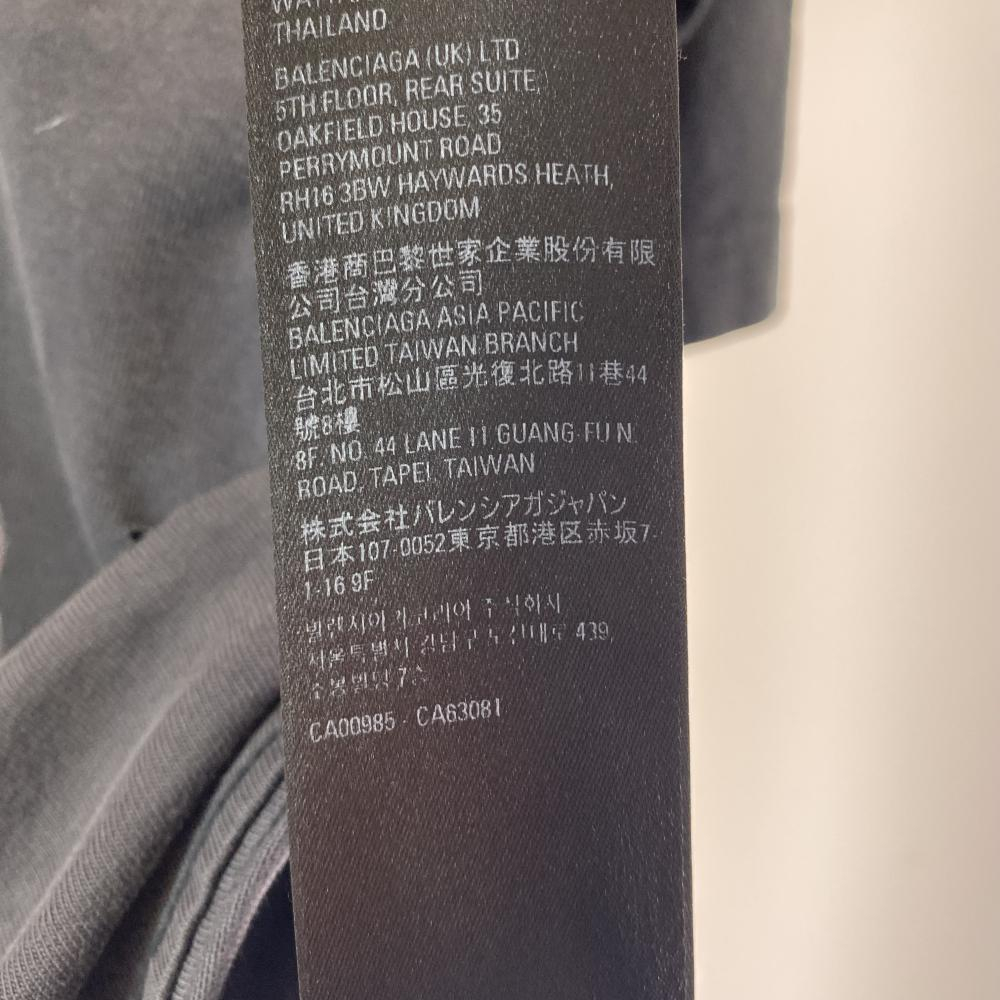 THAILAND
BALENCIAGA (UK) LTD
5TH FLOOR, REAR SUITE,
OAKFIELD HOUSE, 35
PERRYMOUNT ROAD,
RH16 3BW HAYWARDS HEATH,
UNITED KINGDOM
香港商巴黎世家企業股份有限
公司台灣分公司
BALENCIAGA ASIA PACIFIC
LIMITED TAIWAN BRANCH
台北市松山區光復北路11巷44
號8樓
8F, NO. 44 LANE 11 GUANG-FU N.
ROAD, TAPEI, TAIWAN
株式会社バレンシアガジャパン
日本107-0052東京都港区赤坂7-
1-16 9F
주식회사
439,
CA00985 - CA63081